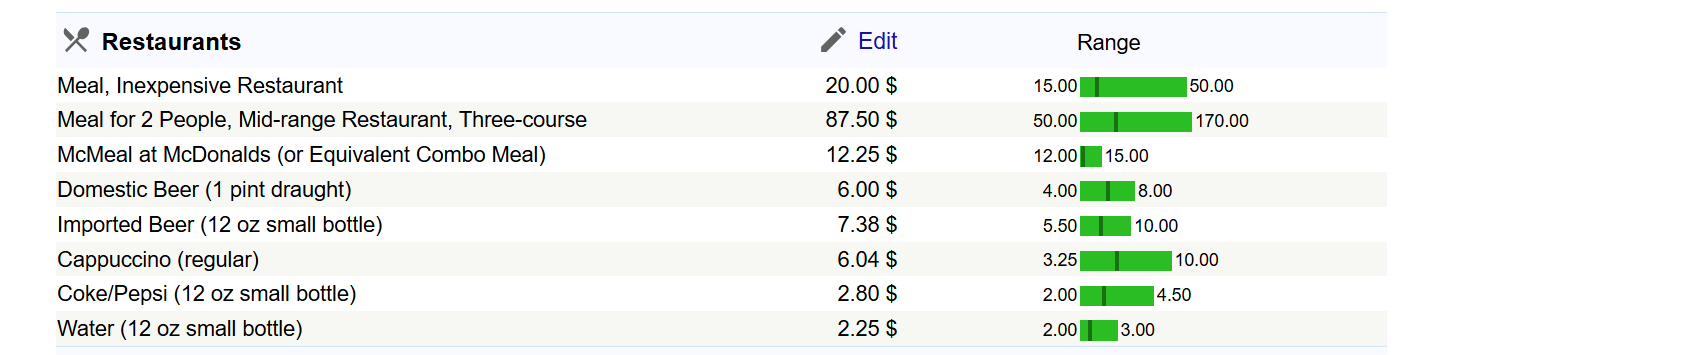 Restaurants Edit Range
Meal, Inexpensive Restaurant 20.00 $ 15.00 50.00
Meal for 2 People, Mid-range Restaurant, Three-course 87.50 $ 50.00 170.00
McMeal at McDonalds (or Equivalent Combo Meal) 12.25 $ 12.00 15.00
Domestic Beer (1 pint draught) 6.00 $ 4.00 8.00
Imported Beer (12 oz small bottle) 7.38 $ 5.50 10.00
Cappuccino (regular) 6.04 $ 3.25 10.00
Coke/Pepsi (12 oz small bottle) 2.80 $ 2.00 4.50
Water (12 oz small bottle) 2.25 $ 2.00 3.00